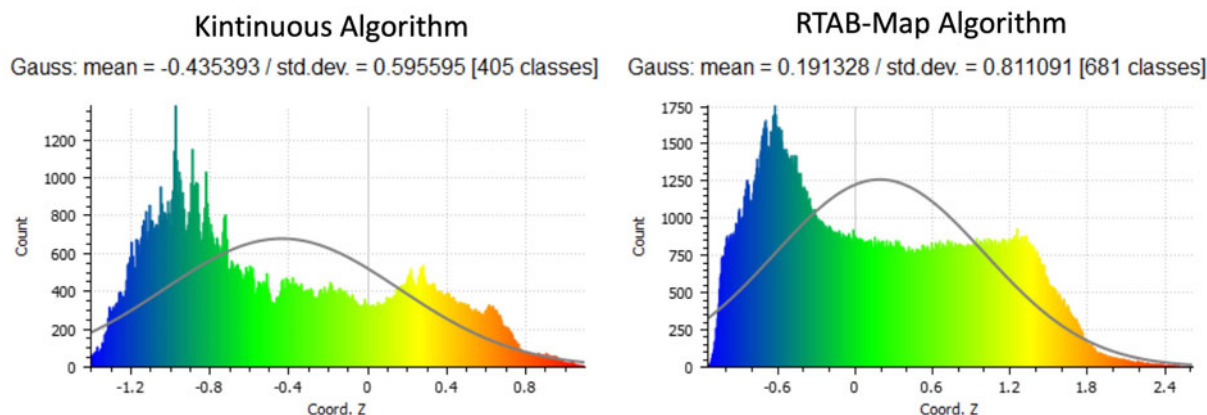 Kintinuous Algorithm
Gauss: mean = -0.435393 / std.dev. = 0.595595 [405 classes]
1200
1000
800
600
400
200
0
Count
-1.2 -0.8 -0.4 0 0.4 0.8
Coord. Z
RTAB-Map Algorithm
Gauss: mean = 0.191328 / std.dev. = 0.811091 [681 classes]
1750
1500
1250
1000
750
500
250
0
Count
-0.6 0 0.6 1.2 1.8 2.4
Coord. Z